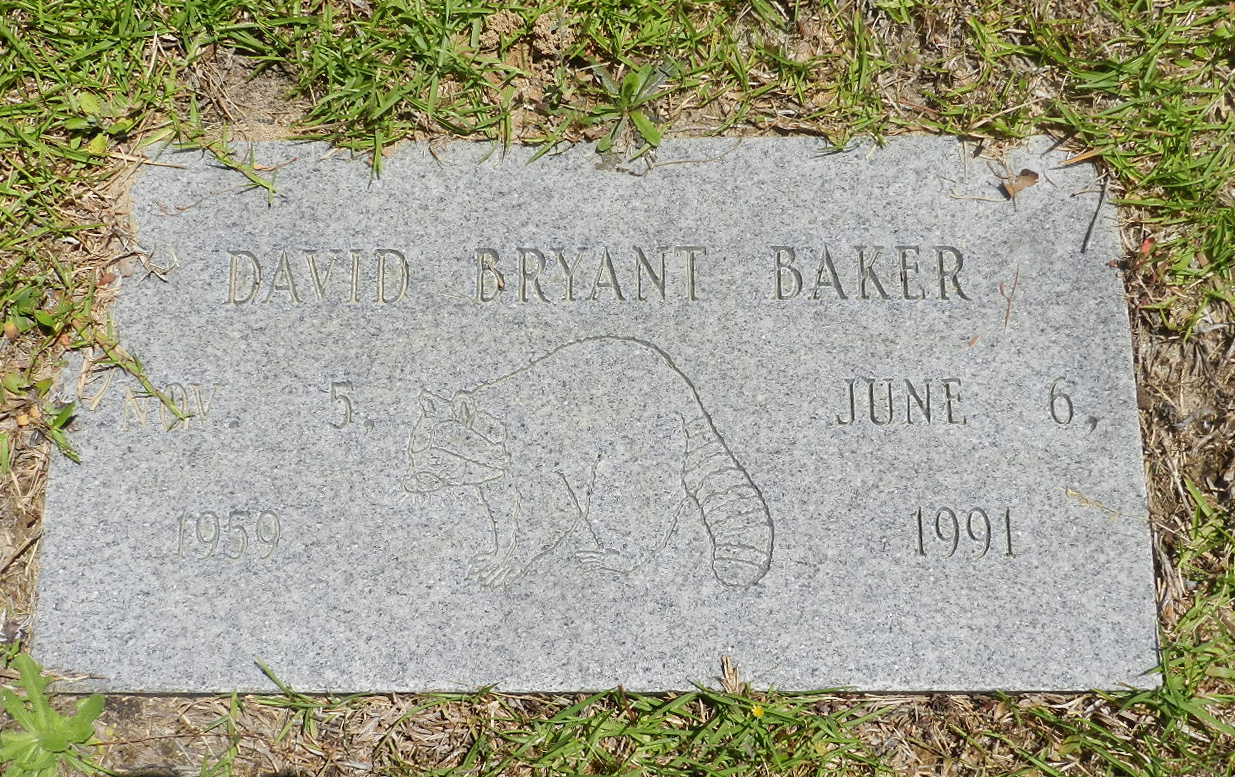 DAVID BRYANT BAKER
NOV. 5, JUNE 6,
1959 1991